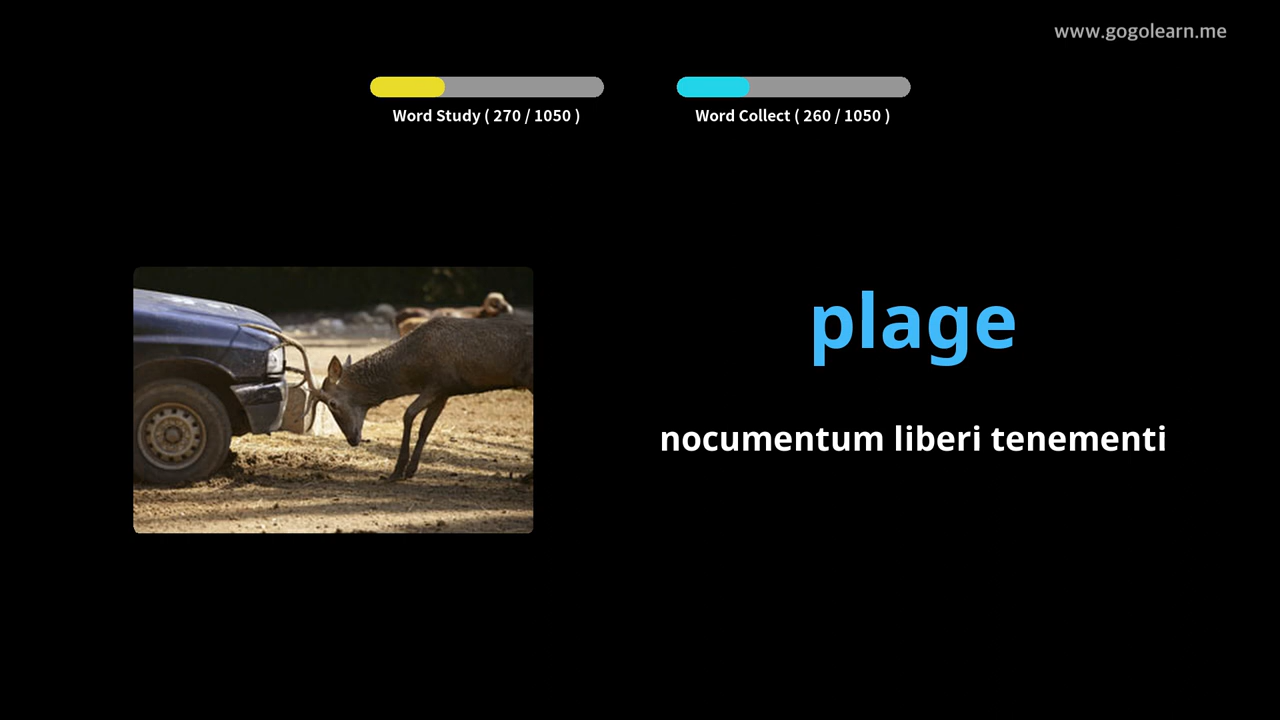 www.gogolearn.me
Word Study ( 270 / 1050 )
Word Collect ( 260 / 1050 )
plage
nocumentum liberi tenementi